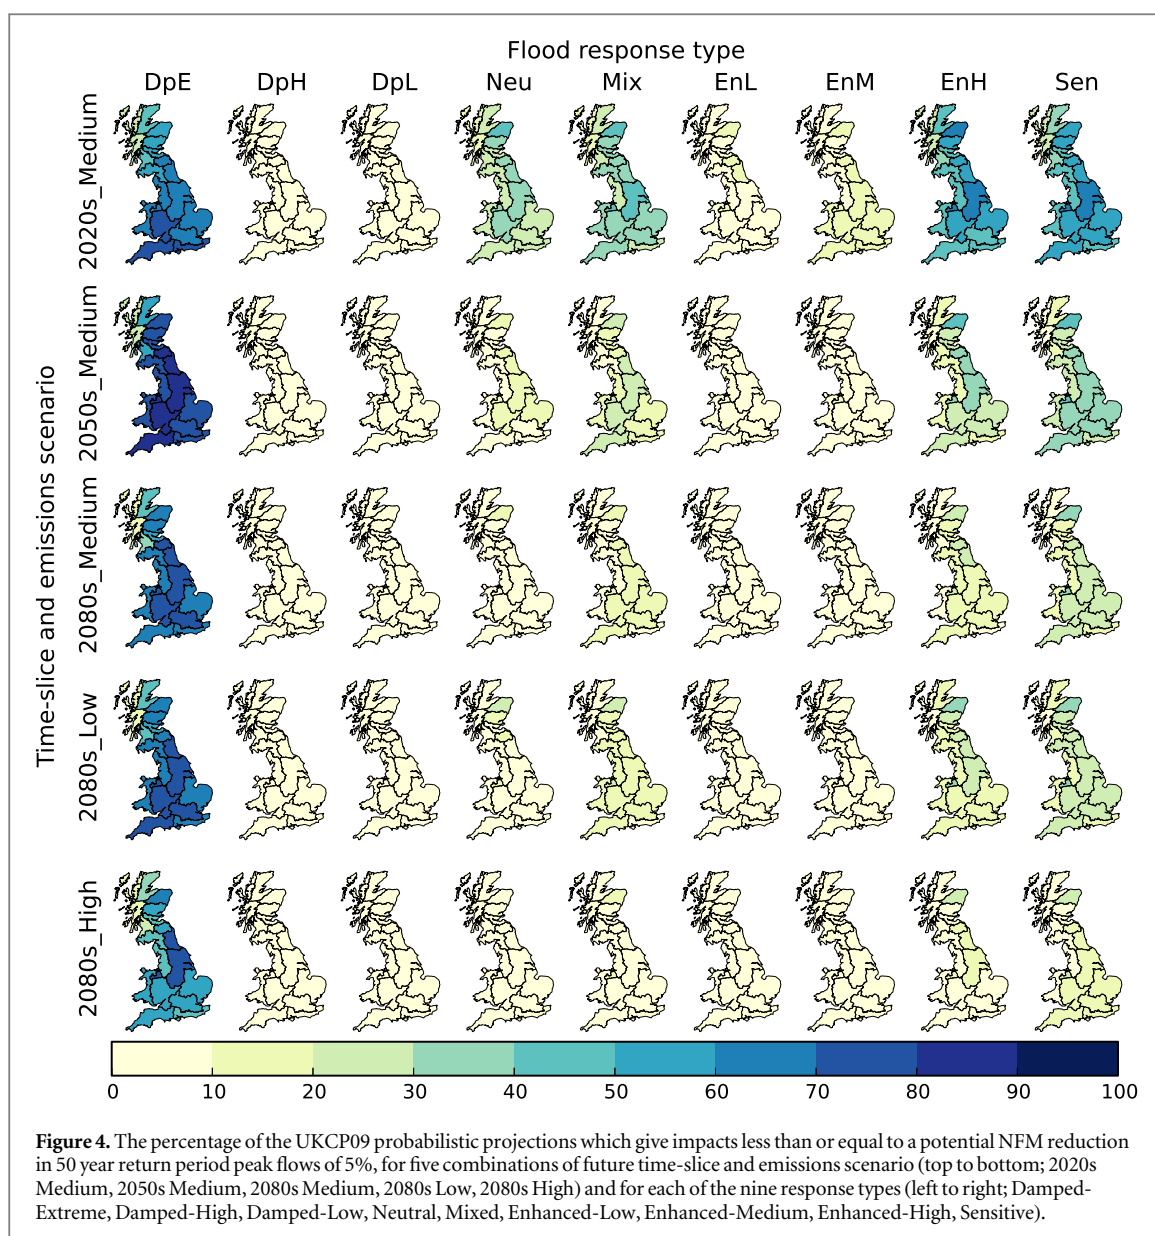 Flood response type
DpE DpH DpL Neu Mix EnL EnM EnH Sen
Time-slice and emissions scenario
2020s_Medium
2050s_Medium
2080s_Medium
2080s_Low
2080s_High
0 10 20 30 40 50 60 70 80 90 100
Figure 4. The percentage of the UKCP09 probabilistic projections which give impacts less than or equal to a potential NFM reduction
in 50 year return period peak flows of 5%, for five combinations of future time-slice and emissions scenario (top to bottom; 2020s
Medium, 2050s Medium, 2080s Medium, 2080s Low, 2080s High) and for each of the nine response types (left to right; Damped-
Extreme, Damped-High, Damped-Low, Neutral, Mixed, Enhanced-Low, Enhanced-Medium, Enhanced-High, Sensitive).